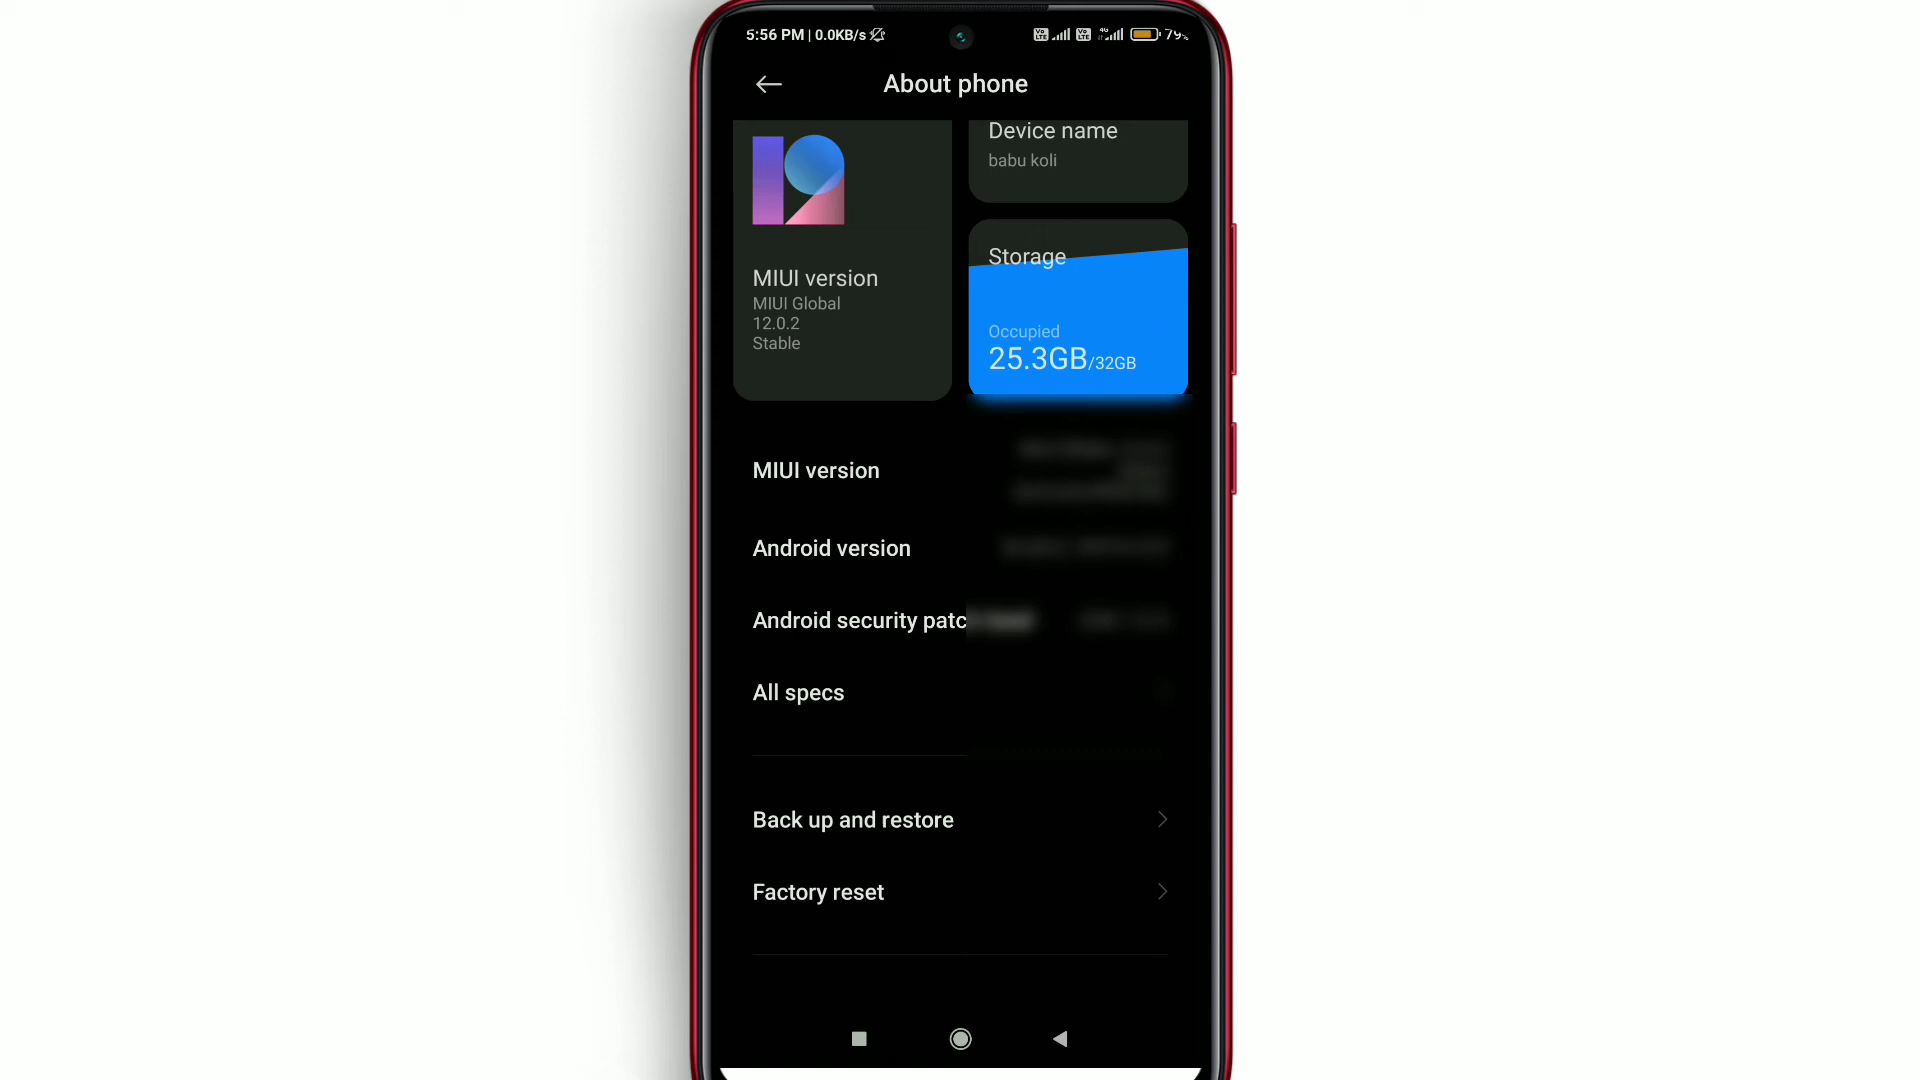 5:56 PM | 0.0KB/s
About phone
Device name
babu koli
MIUI version
MIUI Global
12.0.2
Stable
Storage
Occupied
25.3GB/32GB
MIUI version
Android version
Android security
All specs
Back up and restore
Factory reset